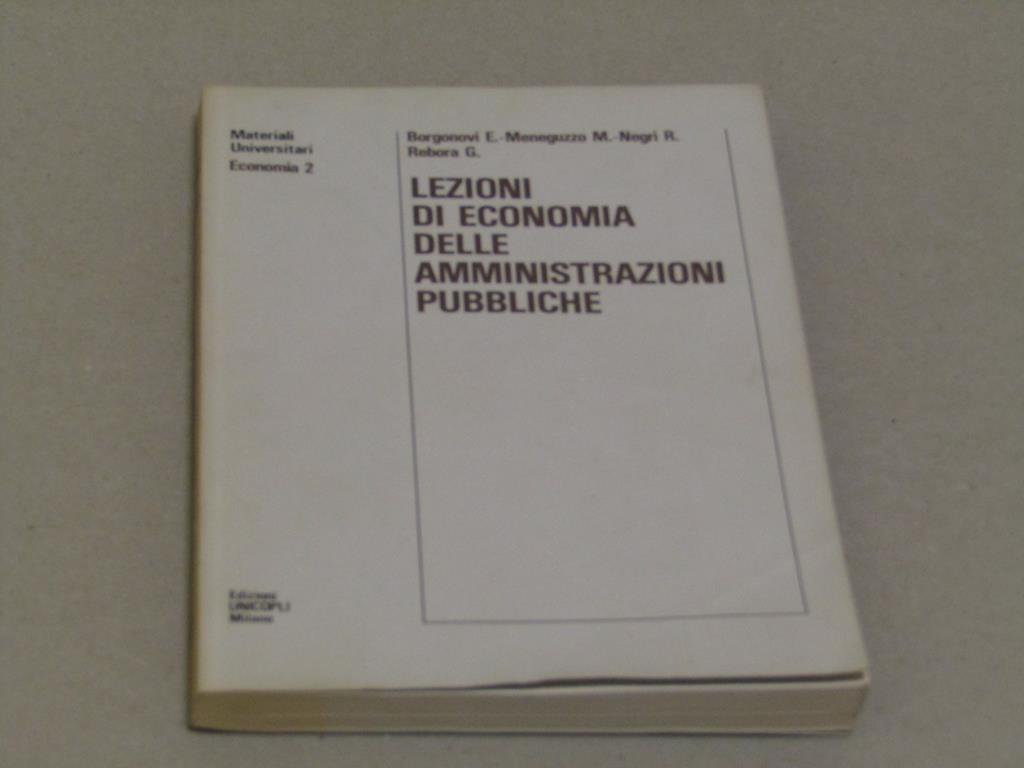 Materiali
Universitari
Economia 2
Borgonovi E.-Meneguzzo M.-Negri R.
Rebora G.
LEZIONI
DI ECONOMIA
DELLE
AMMINISTRAZIONI
PUBBLICHE
Edizioni
UNICOPLI
Milano